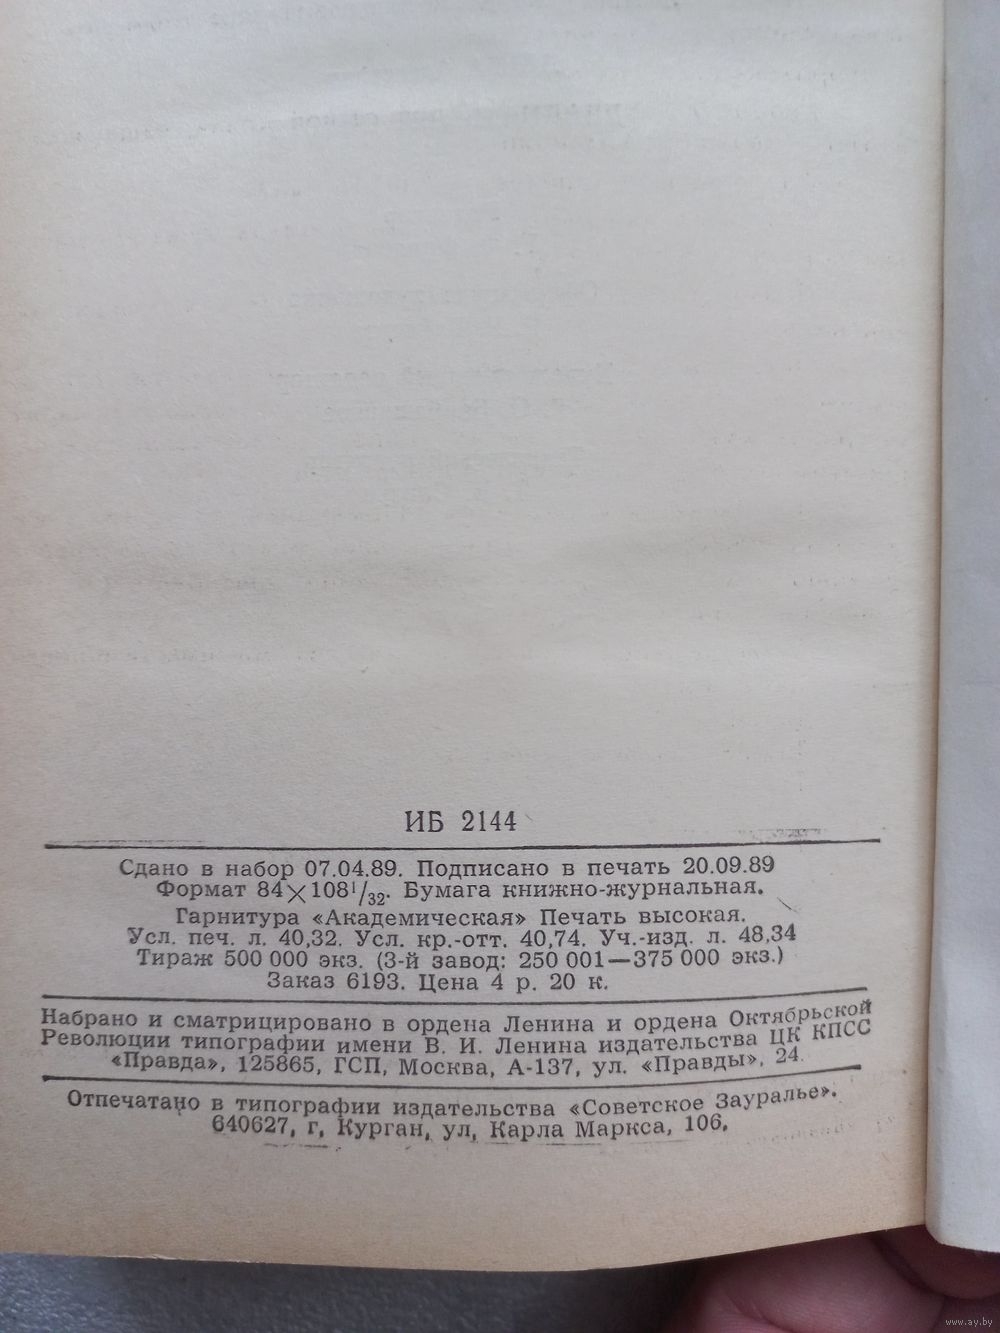 ИБ 2144
Сдано в набор 07.04.89. Подписано в печать 20.09.89
Формат 84×108¹/₃₂. Бумага книжно-журнальная.
Гарнитура «Академическая» Печать высокая.
Усл. печ. л. 40,32. Усл. кр.-отт. 40,74. Уч.-изд. л. 48,34
Тираж 500 000 экз. (3-й завод: 250 001—375 000 экз.)
Заказ 6193. Цена 4 р. 20 к.
Набрано и сматрицировано в ордена Ленина и ордена Октябрьской
Революции типографии имени В. И. Ленина издательства ЦК КПСС
«Правда», 125865, ГСП, Москва, А-137, ул. «Правды», 24.
Отпечатано в типографии издательства «Советское Зауралье».
640627, г, Курган, ул, Карла Маркса, 106.
www.ay.by